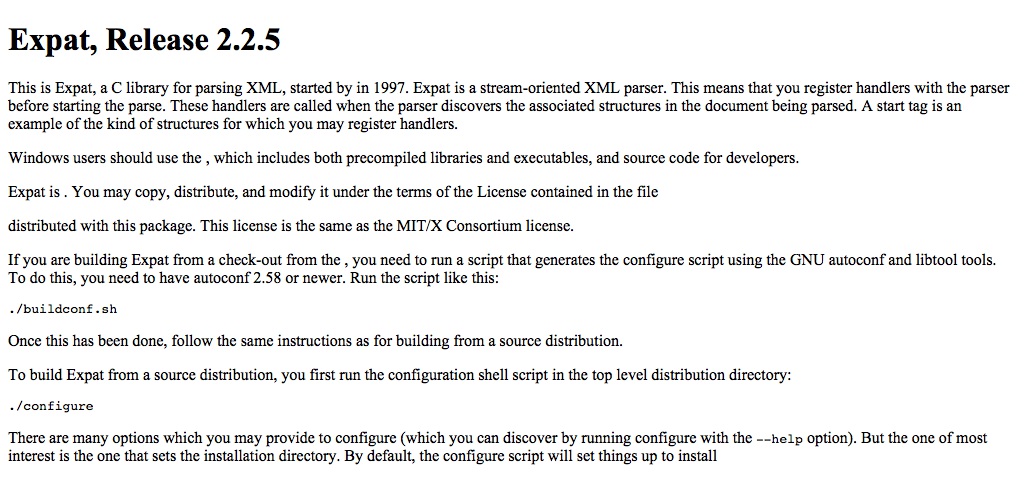 Expat, Release 2.2.5
This is Expat, a C library for parsing XML, started by in 1997. Expat is a stream-oriented XML parser. This means that you register handlers with the parser
before starting the parse. These handlers are called when the parser discovers the associated structures in the document being parsed. A start tag is an
example of the kind of structures for which you may register handlers.
Windows users should use the , which includes both precompiled libraries and executables, and source code for developers.
Expat is . You may copy, distribute, and modify it under the terms of the License contained in the file
distributed with this package. This license is the same as the MIT/X Consortium license.
If you are building Expat from a check-out from the , you need to run a script that generates the configure script using the GNU autoconf and libtool tools.
To do this, you need to have autoconf 2.58 or newer. Run the script like this:
./buildconf.sh
Once this has been done, follow the same instructions as for building from a source distribution.
To build Expat from a source distribution, you first run the configuration shell script in the top level distribution directory:
./configure
There are many options which you may provide to configure (which you can discover by running configure with the --help option). But the one of most
interest is the one that sets the installation directory. By default, the configure script will set things up to install